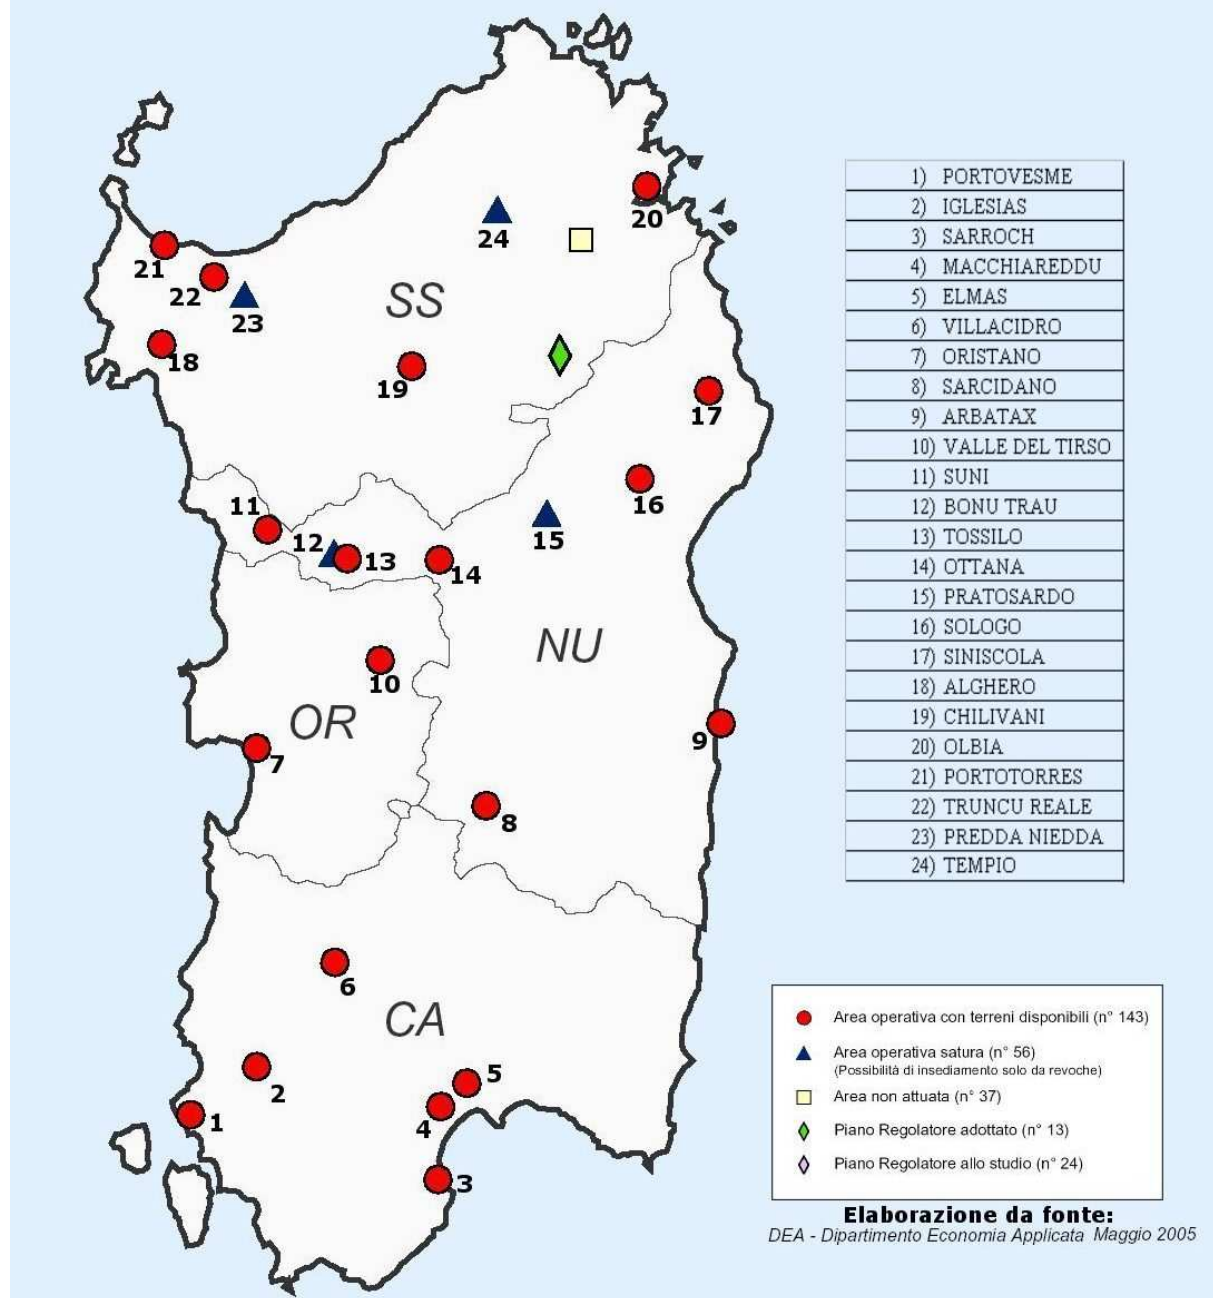 20
24
21
22
23
SS
18
19
17
16
11
15
12
13
14
NU
10
OR
9
7
8
6
CA
5
2
4
1
3
1) PORTOVESME
2) IGLESIAS
3) SARROCH
4) MACCHIAREDDU
5) ELMAS
6) VILLACIDRO
7) ORISTANO
8) SARCIDANO
9) ARBATAX
10) VALLE DEL TIRSO
11) SUNI
12) BONU TRAU
13) TOSSILO
14) OTTANA
15) PRATOSARDO
16) SOLOGO
17) SINISCOLA
18) ALGHERO
19) CHILIVANI
20) OLBIA
21) PORTOTORRES
22) TRUNCU REALE
23) PREDDA NIEDDA
24) TEMPIO
Area operativa con terreni disponibili (n° 143)
Area operativa satura (n° 56)
(Possibilità di insediamento solo da revoche)
Area non attuata (n° 37)
Piano Regolatore adottato (n° 13)
Piano Regolatore allo studio (n° 24)
Elaborazione da fonte:
DEA - Dipartimento Economia Applicata Maggio 2005